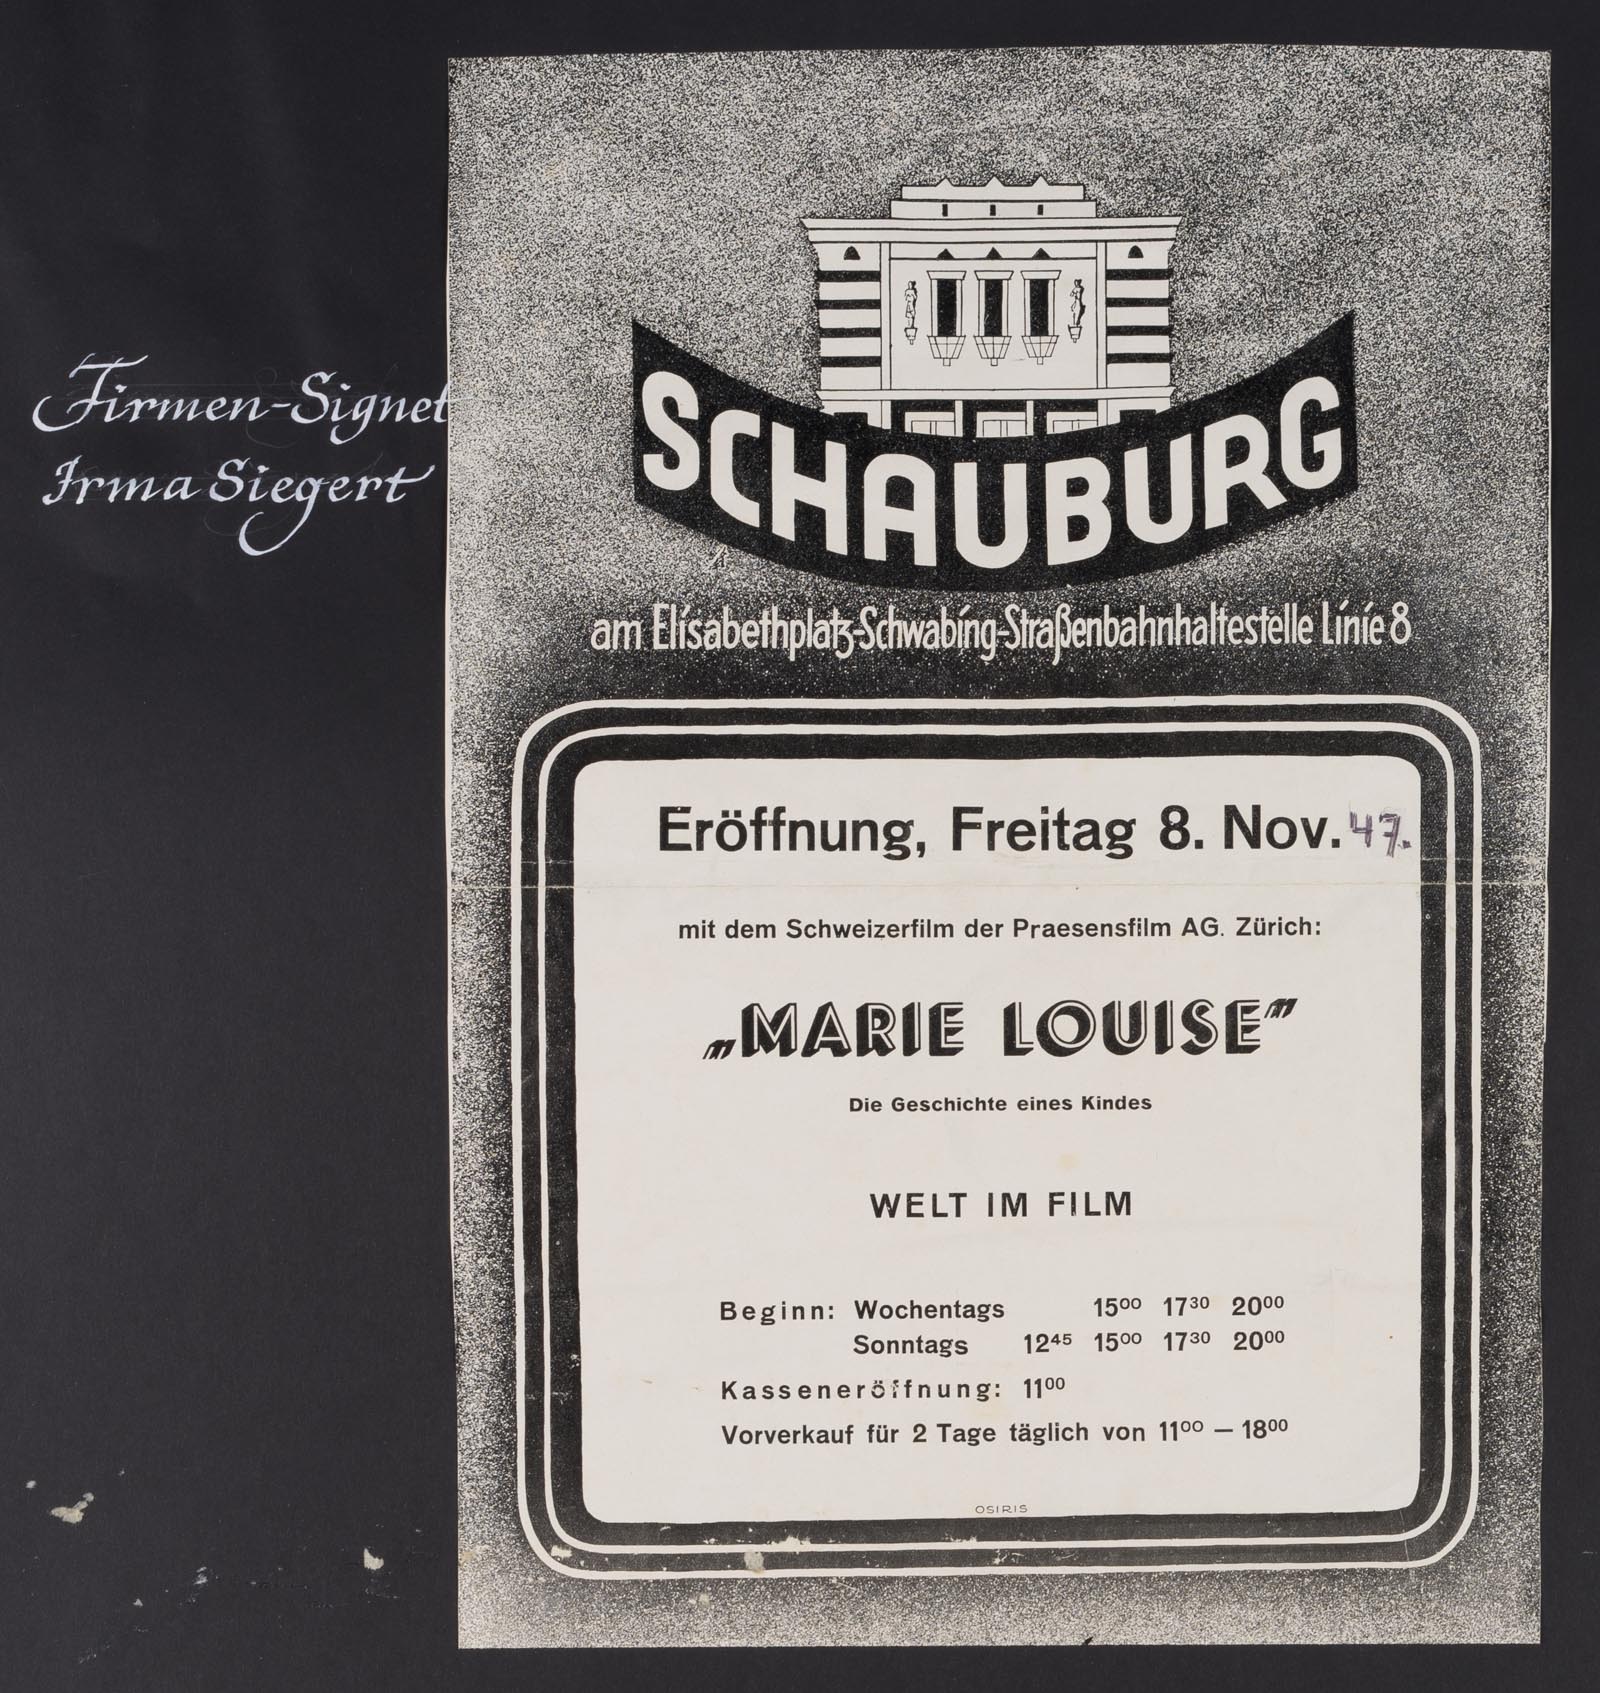 Firmen-Signet
Irma Siegert
SCHAUBURG
am Elisabethplatz-Schwabing-Straßenbahnhaltestelle Linie 8
Eröffnung, Freitag 8. Nov. 47.
mit dem Schweizerfilm der Praesensfilm AG. Zürich:
„MARIE LOUISE”
Die Geschichte eines Kindes
WELT IM FILM
Beginn: Wochentags 15⁰⁰ 17³⁰ 20⁰⁰
Sonntags 12⁴⁵ 15⁰⁰ 17³⁰ 20⁰⁰
Kasseneröffnung: 11⁰⁰
Vorverkauf für 2 Tage täglich von 11⁰⁰ — 18⁰⁰
OSIRIS